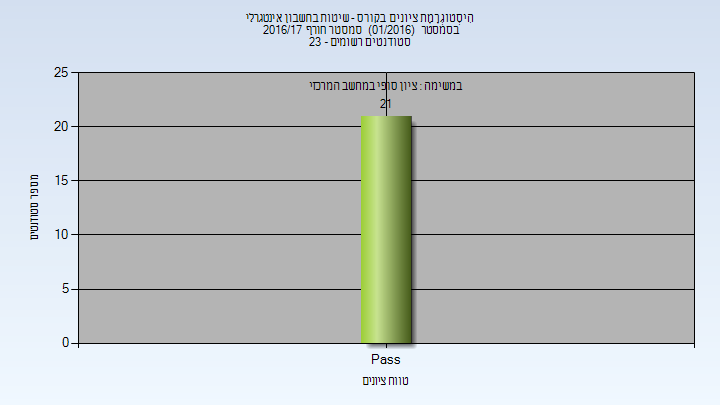 היסטוגרמת ציונים בקורס - שיטות בחשבון אינטגרלי
בסמסטר (01/2016) סמסטר חורף 2016/17
סטודנטים רשומים - 23
במשימה : ציון סופי במחשב המרכזי
21
25
20
15
10
5
0
מספר סטודנטים
Pass
טווח ציונים